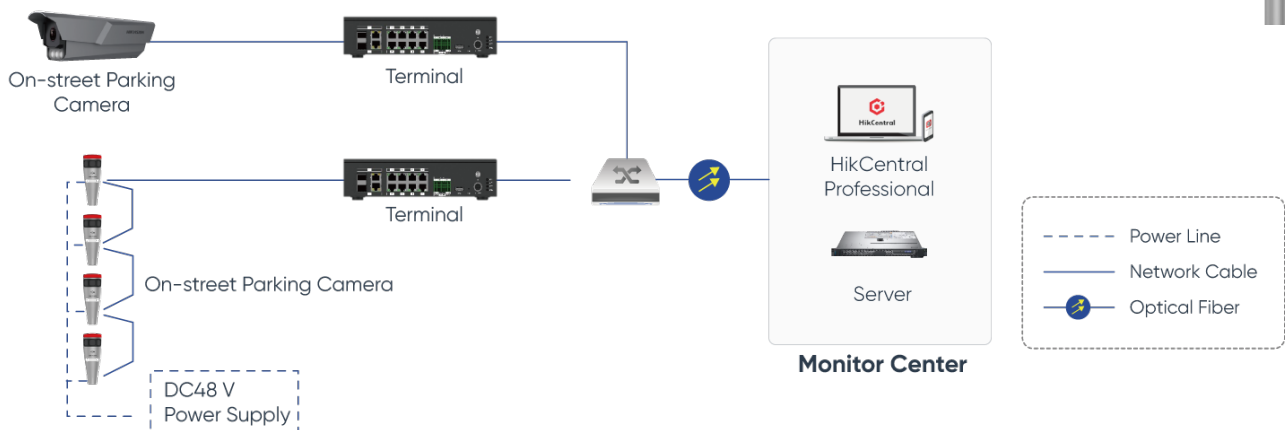 On-street Parking
Camera
Terminal
Terminal
On-street Parking Camera
DC48 V
Power Supply
HikCentral
HikCentral
Professional
Server
Monitor Center
Power Line
Network Cable
Optical Fiber